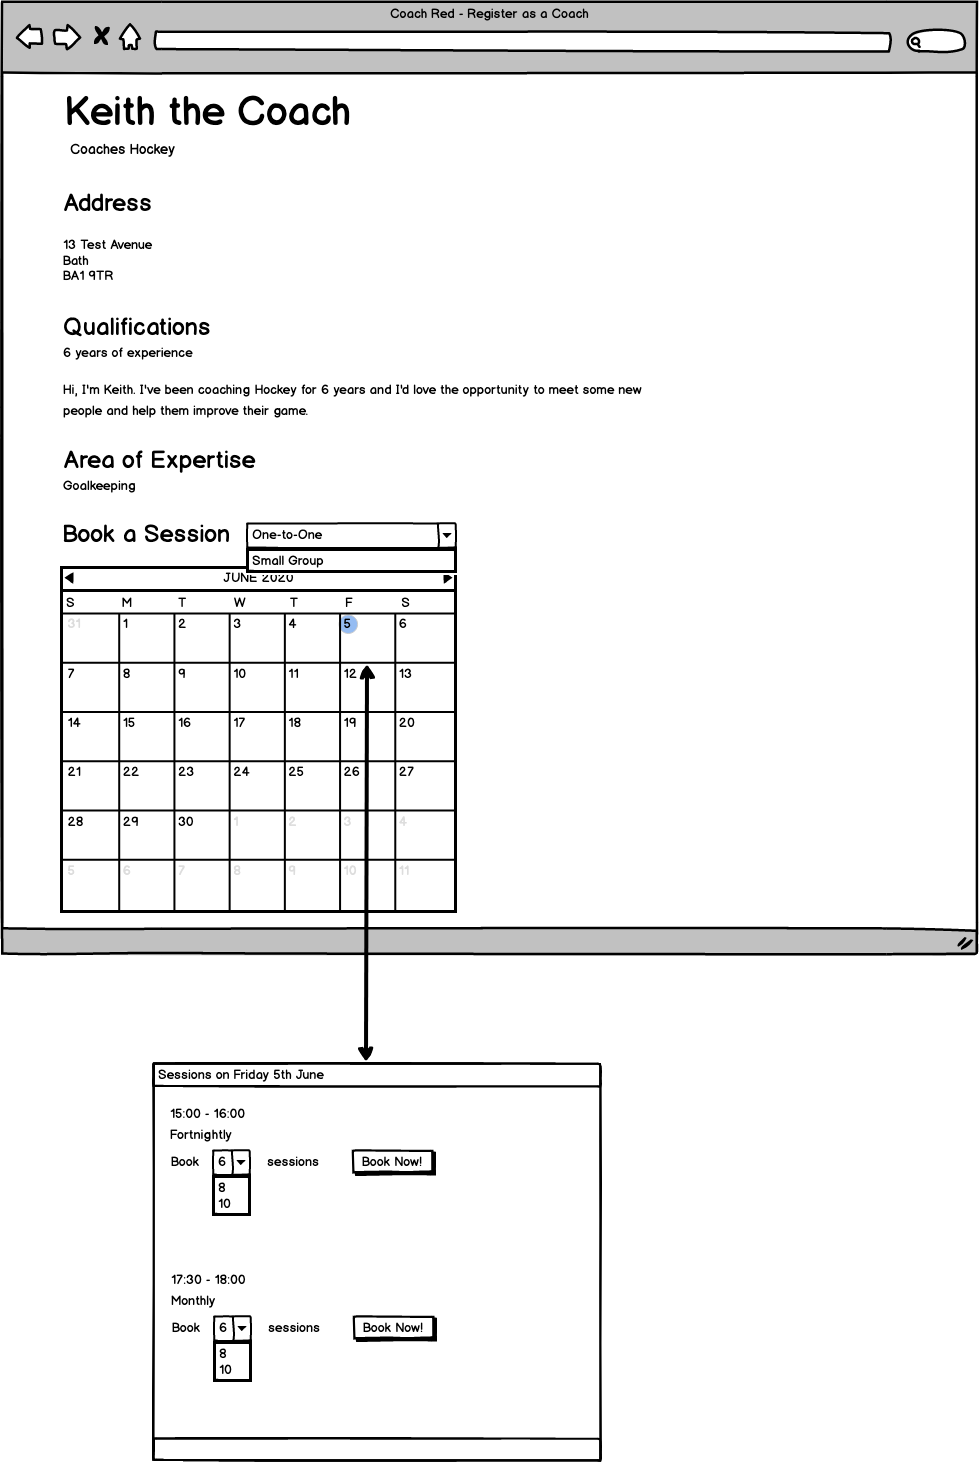 Coach Red - Register as a Coach
Keith the Coach
Coaches Hockey
Address
13 Test Avenue
Bath
BA1 9TR
Qualifications
6 years of experience
Hi, I'm Keith. I've been coaching Hockey for 6 years and I'd love the opportunity to meet some new
people and help them improve their game.
Area of Expertise
Goalkeeping
Book a Session One-to-One
Small Group
JUNE 2020
S M T W T F S
31 1 2 3 4 5 6
7 8 9 10 11 12 13
14 15 16 17 18 19 20
21 22 23 24 25 26 27
28 29 30 1 2 3 4
5 6 7 8 9 10 11
Sessions on Friday 5th June
15:00 - 16:00
Fortnightly
Book 6 sessions Book Now!
8
10
17:30 - 18:00
Monthly
Book 6 sessions Book Now!
8
10